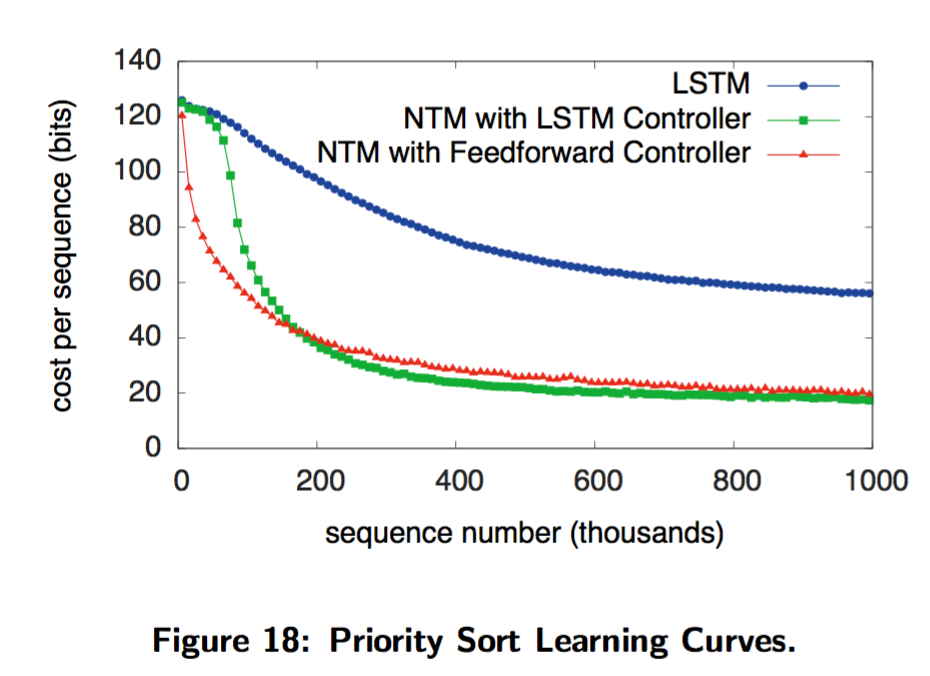 140
120
100
80
60
40
20
0
cost per sequence (bits)
LSTM
NTM with LSTM Controller
NTM with Feedforward Controller
0 200 400 600 800 1000
sequence number (thousands)
Figure 18: Priority Sort Learning Curves.